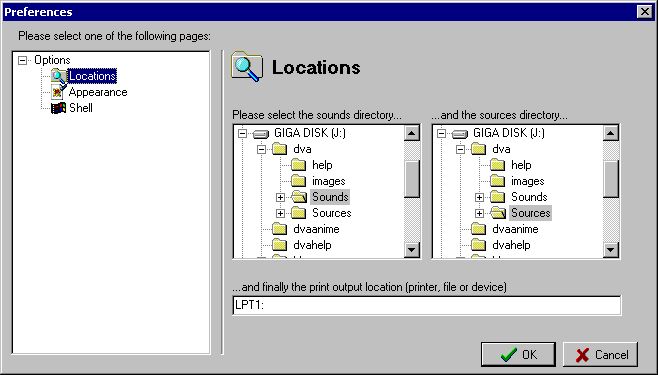 Preferences
Please select one of the following pages:
Options
Locations
Appearance
Shell
Locations
Please select the sounds directory...
GIGA DISK (J:)
dva
help
images
Sounds
Sources
dvaanime
dvahelp
...and the sources directory...
GIGA DISK (J:)
dva
help
images
Sounds
Sources
dvaanime
dvahelp
...and finally the print output location (printer, file or device)
LPT1:
OK
Cancel